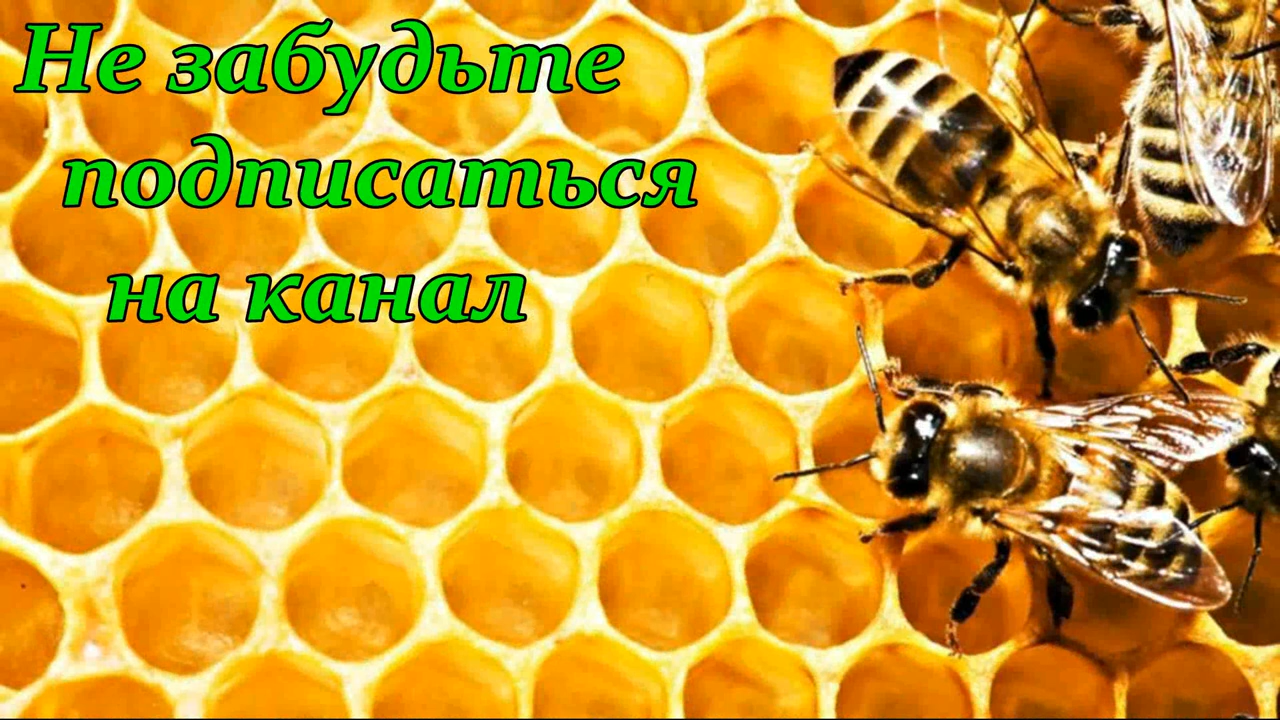 Не забудьте
подписаться
на канал